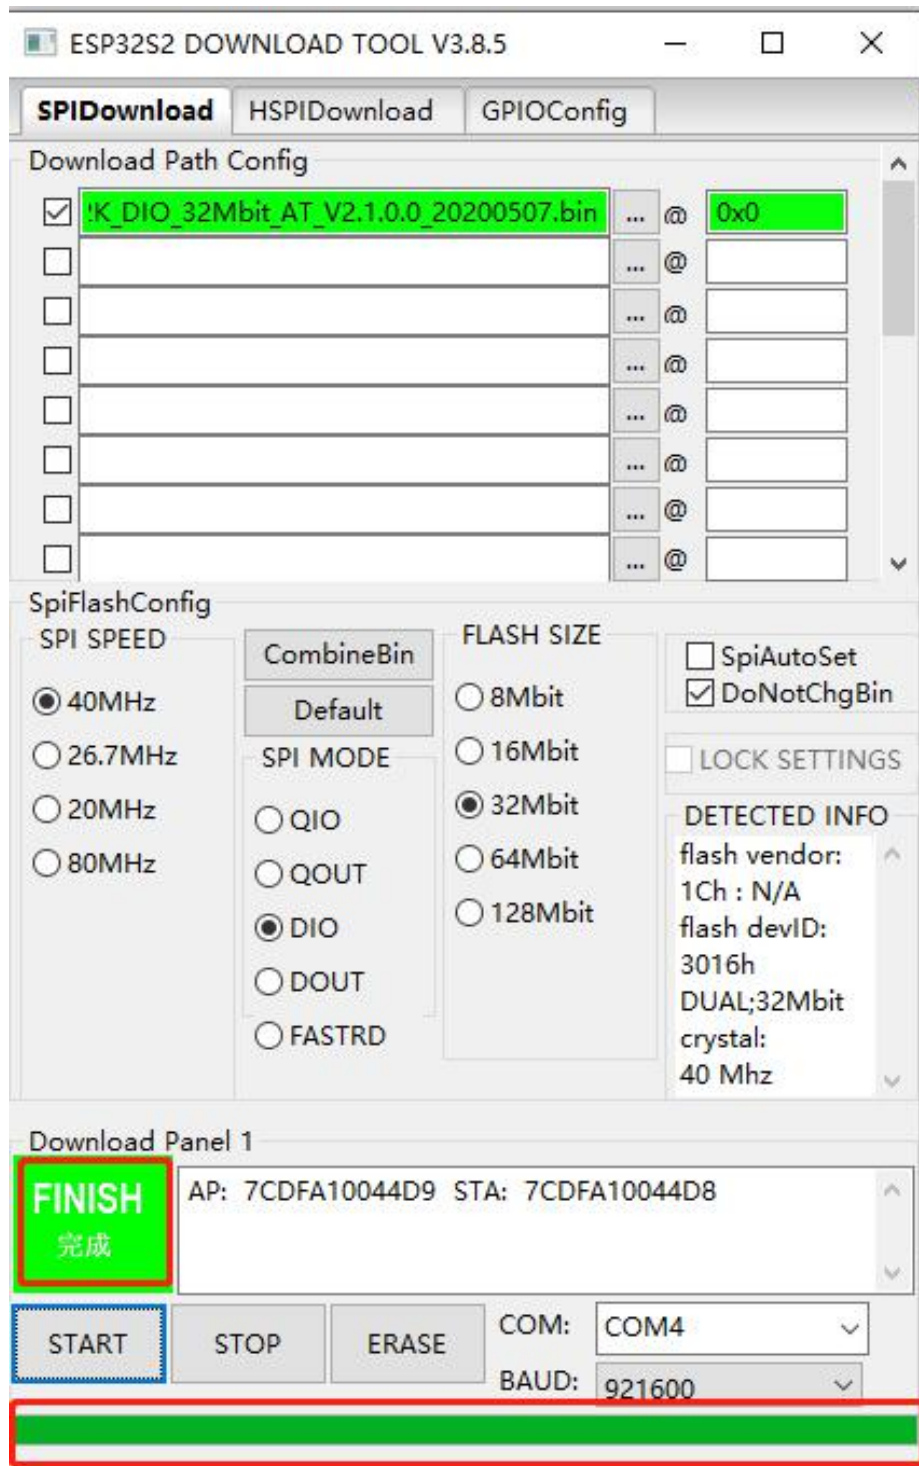 ESP32S2 DOWNLOAD TOOL V3.8.5
SPIDownload HSPIDownload GPIOConfig
Download Path Config
!K_DIO_32Mbit_AT_V2.1.0.0_20200507.bin ... @ 0x0
... @
... @
... @
... @
... @
... @
... @
SpiFlashConfig
SPI SPEED
40MHz
26.7MHz
20MHz
80MHz
CombineBin
Default
SPI MODE
QIO
QOUT
DIO
DOUT
FASTRD
FLASH SIZE
8Mbit
16Mbit
32Mbit
64Mbit
128Mbit
SpiAutoSet
DoNotChgBin
LOCK SETTINGS
DETECTED INFO
flash vendor:
1Ch : N/A
flash devID:
3016h
DUAL;32Mbit
crystal:
40 Mhz
Download Panel 1
FINISH
完成
AP: 7CDFA10044D9 STA: 7CDFA10044D8
START STOP ERASE
COM: COM4
BAUD: 921600